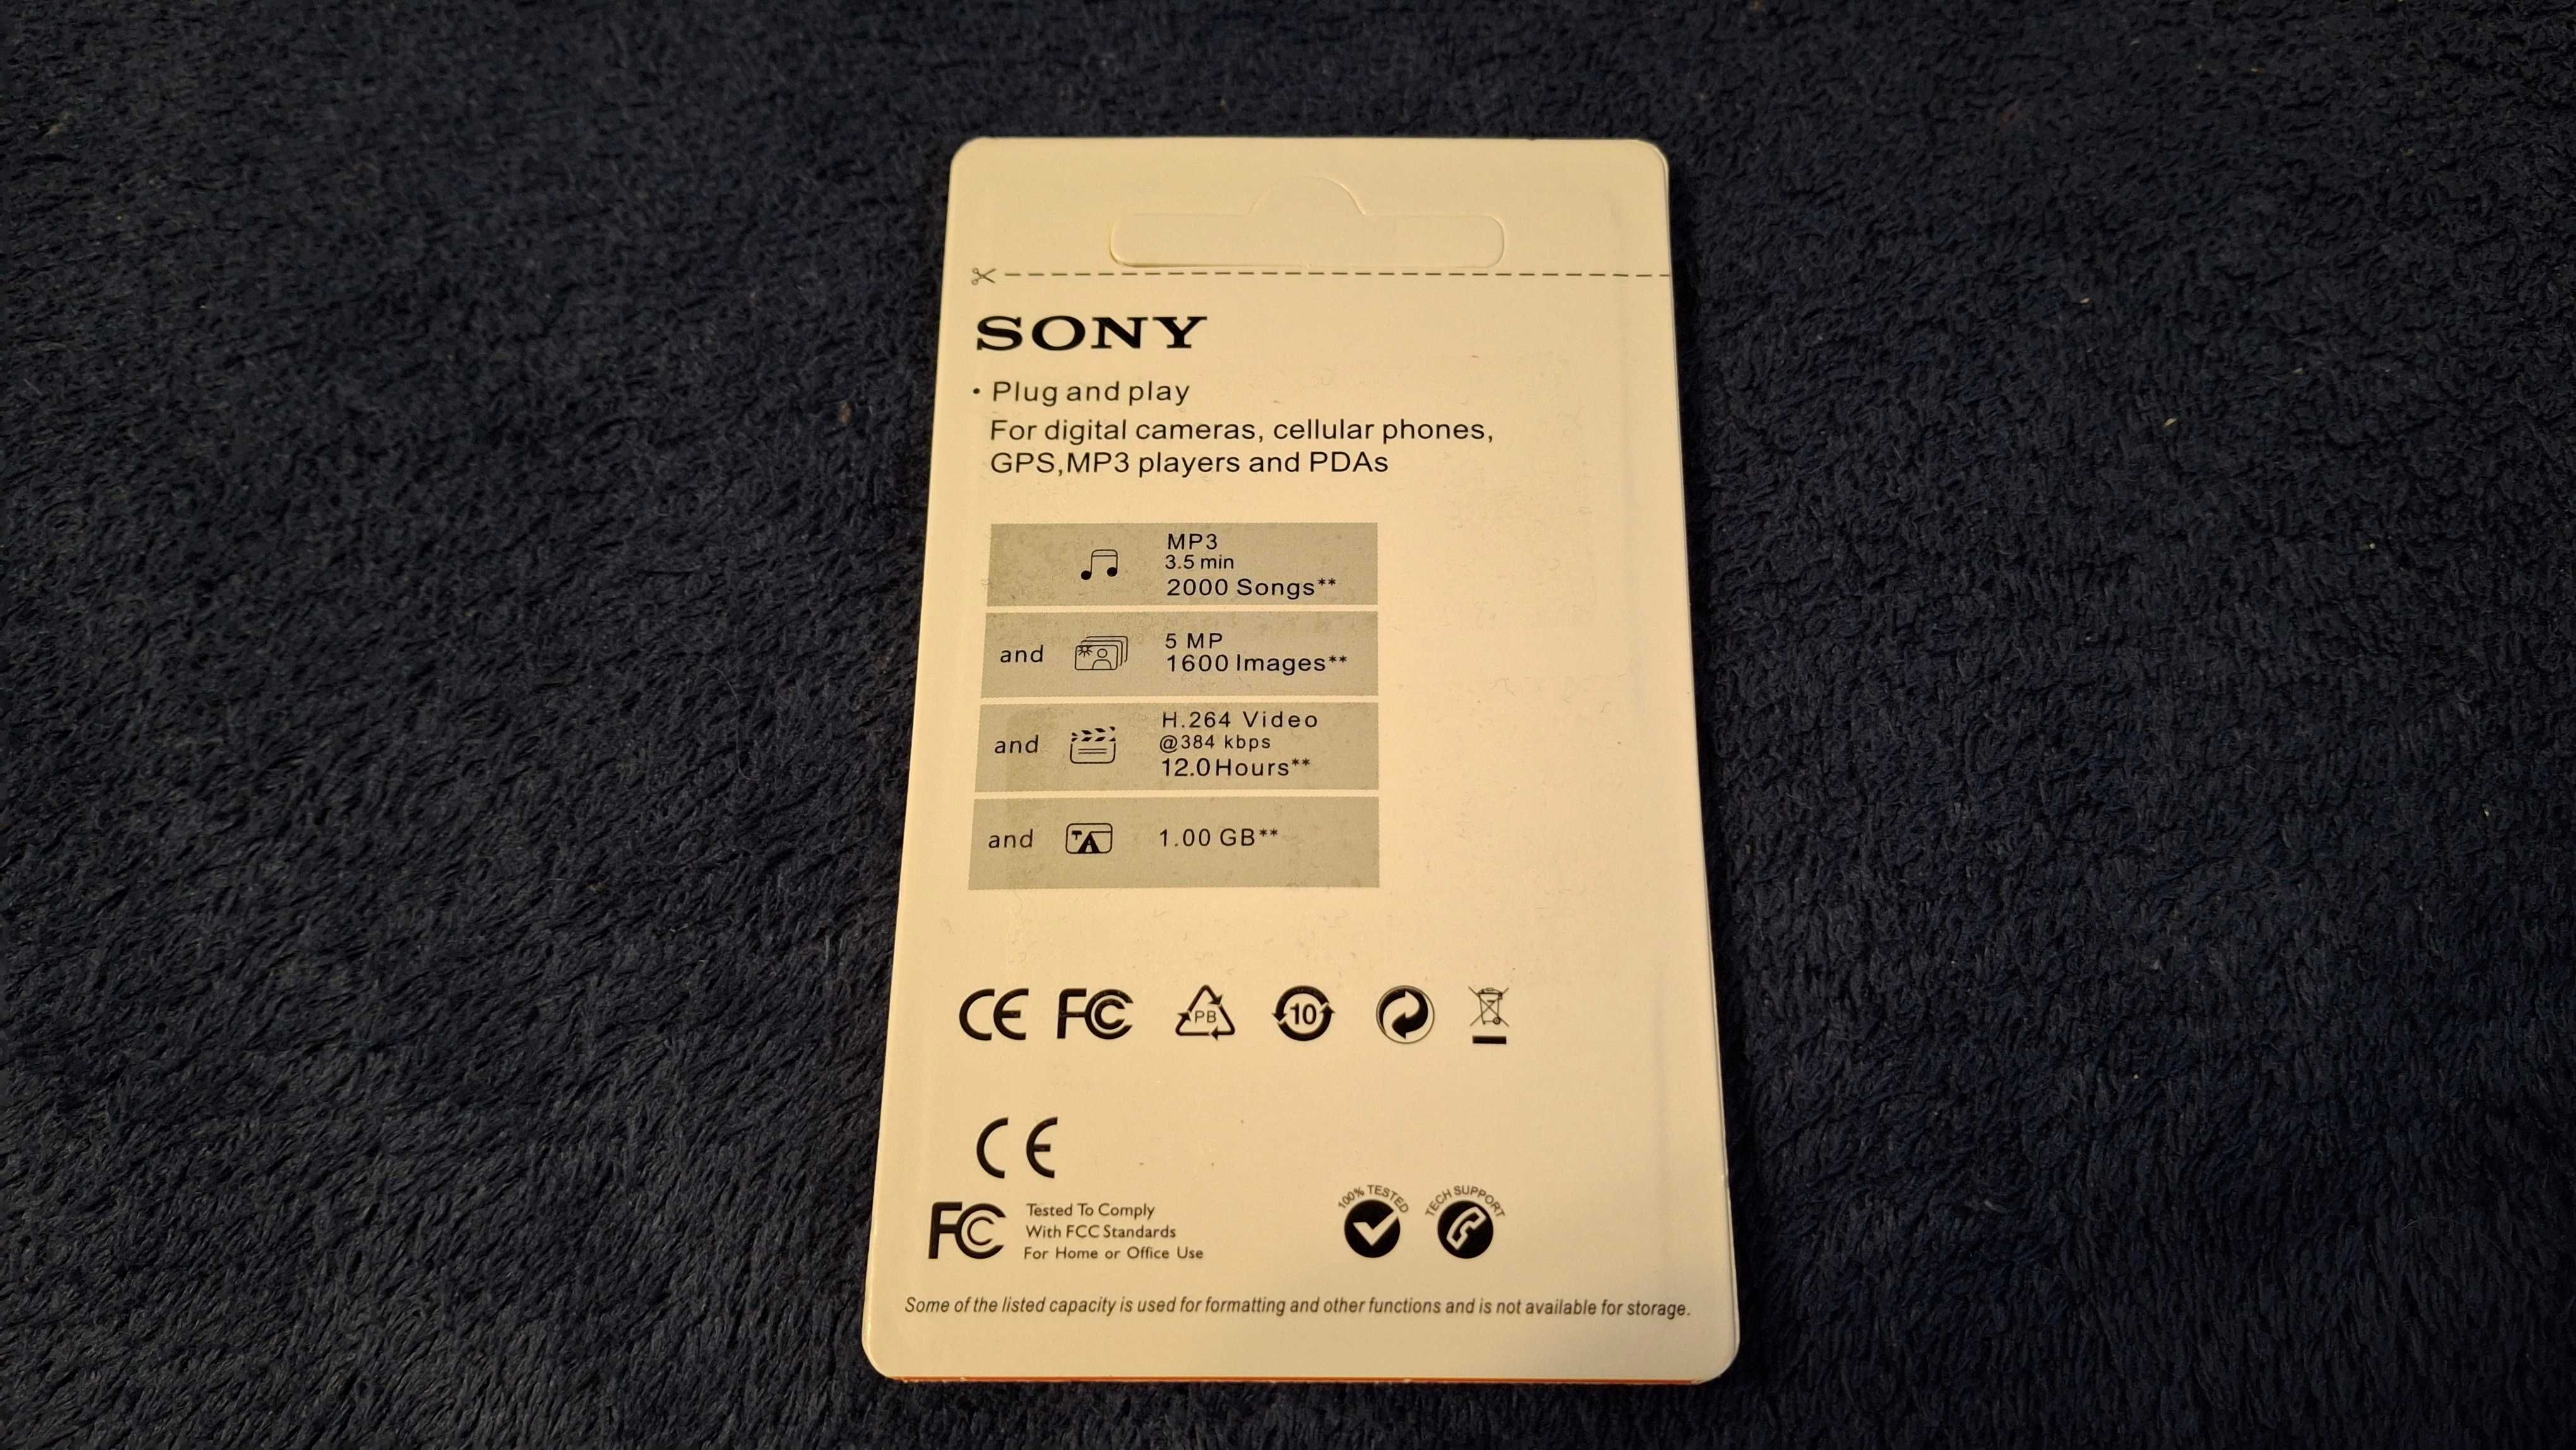 SONY
• Plug and play
For digital cameras, cellular phones,
GPS,MP3 players and PDAs
MP3
3.5 min
2000 Songs**
and
5 MP
1600 Images**
and
H.264 Video
@384 kbps
12.0Hours**
and
1.00 GB**
CE FC PB 10
CE
FC
Tested To Comply
With FCC Standards
For Home or Office Use
100% TESTED
TECH SUPPORT
Some of the listed capacity is used for formatting and other functions and is not available for storage.